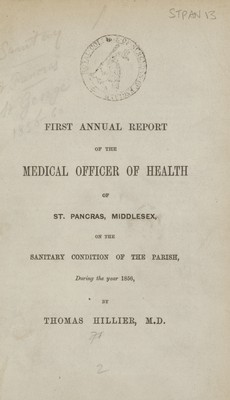 STPAN 13
FIRST ANNUAL REPORT
OF THE
MEDICAL OFFICER OF HEALTH
OF
ST. PANCRAS, MIDDLESEX,
ON THE
SANITARY CONDITION OF THE PARISH,
During the year 1856,
BY
THOMAS HILLIER, M.D.
2